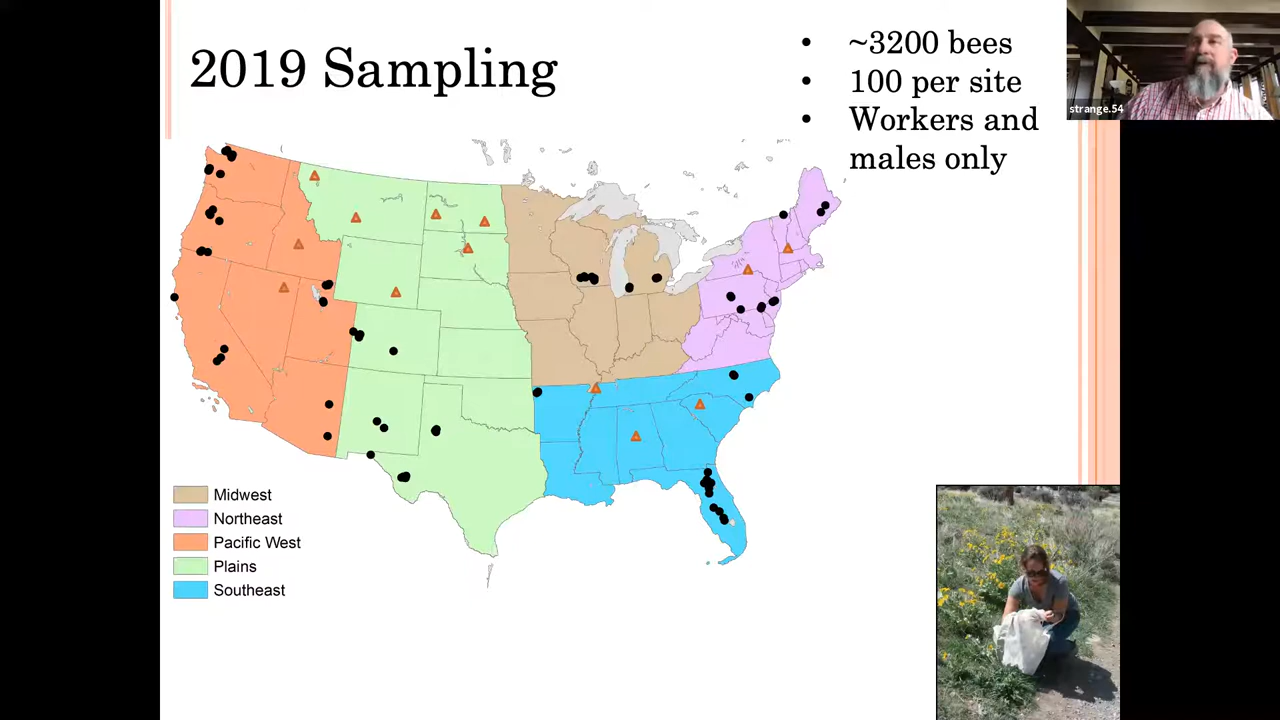 2019 Sampling
• ~3200 bees
• 100 per site
• Workers and
males only
strange.54
Midwest
Northeast
Pacific West
Plains
Southeast